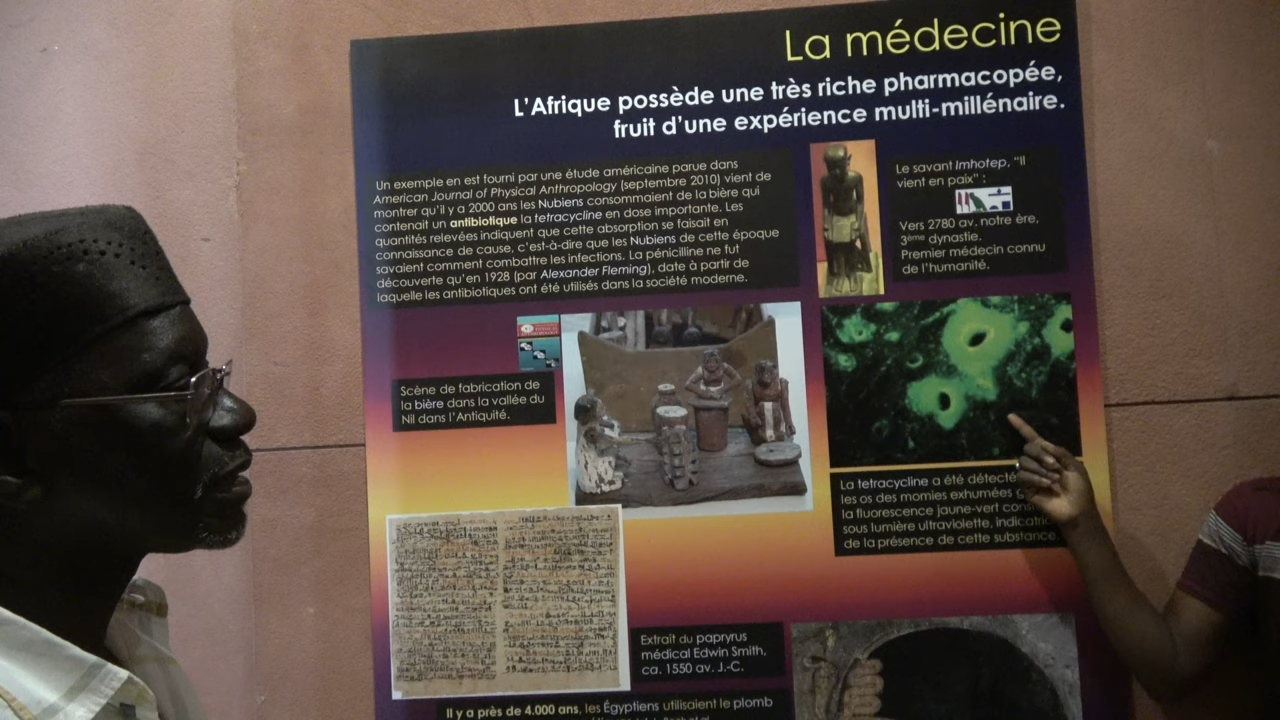 La médecine
L'Afrique possède une très riche pharmacopée,
fruit d'une expérience multi-millénaire.
Un exemple en est fourni par une étude américaine parue dans
American Journal of Physical Anthropology (septembre 2010) vient de
montrer qu'il y a 2000 ans les Nubiens consommaient de la bière qui
contenait un antibiotique la tetracycline en dose importante. Les
quantités relevées indiquent que cette absorption se faisait en
connaissance de cause, c'est-à-dire que les Nubiens de cette époque
savaient comment combattre les infections. La pénicilline ne fut
découverte qu'en 1928 (par Alexander Fleming), date à partir de
laquelle les antibiotiques ont été utilisés dans la société moderne.
Le savant Imhotep, "Il
vient en paix" :
Vers 2780 av. notre ère,
3ème dynastie.
Premier médecin connu
de l'humanité.
Scène de fabrication de
la bière dans la vallée du
Nil dans l'Antiquité.
La tetracycline a été détecté
les os des momies exhumées
la fluorescence jaune-vert
sous lumière ultraviolette,
de la présence de cette substance.
Extrait du papryrus
médical Edwin Smith,
ca. 1550 av. J.-C.
Il y a près de 4.000 ans, les Égyptiens utilisaient le plomb